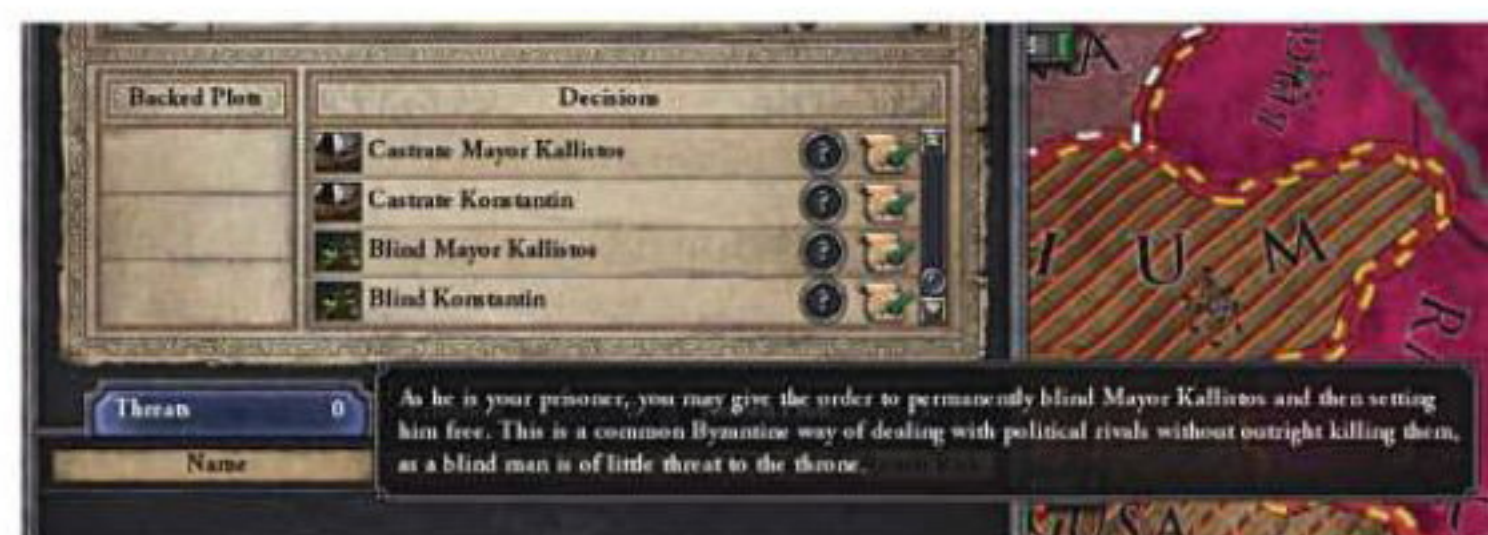 Backed Plots
Decisions
Castrate Mayor Kallistos
Castrate Konstantin
Blind Mayor Kallistos
Blind Konstantin
Threats 0
Name
As he is your prisoner, you may give the order to permanently blind Mayor Kallistos and then setting
him free. This is a common Byzantine way of dealing with political rivals without outright killing them,
as a blind man is of little threat to the throne.
I U M
GUSA